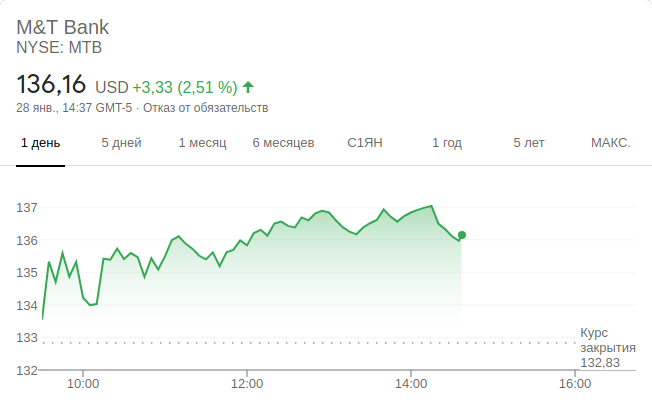 M&T Bank
NYSE: MTB
136,16 USD +3,33 (2,51 %)
28 янв., 14:37 GMT-5 · Отказ от обязательств
1 день 5 дней 1 месяц 6 месяцев С1ЯН 1 год 5 лет МАКС.
137
136
135
134
133
132
Курс
закрытия
132,83
10:00 12:00 14:00 16:00